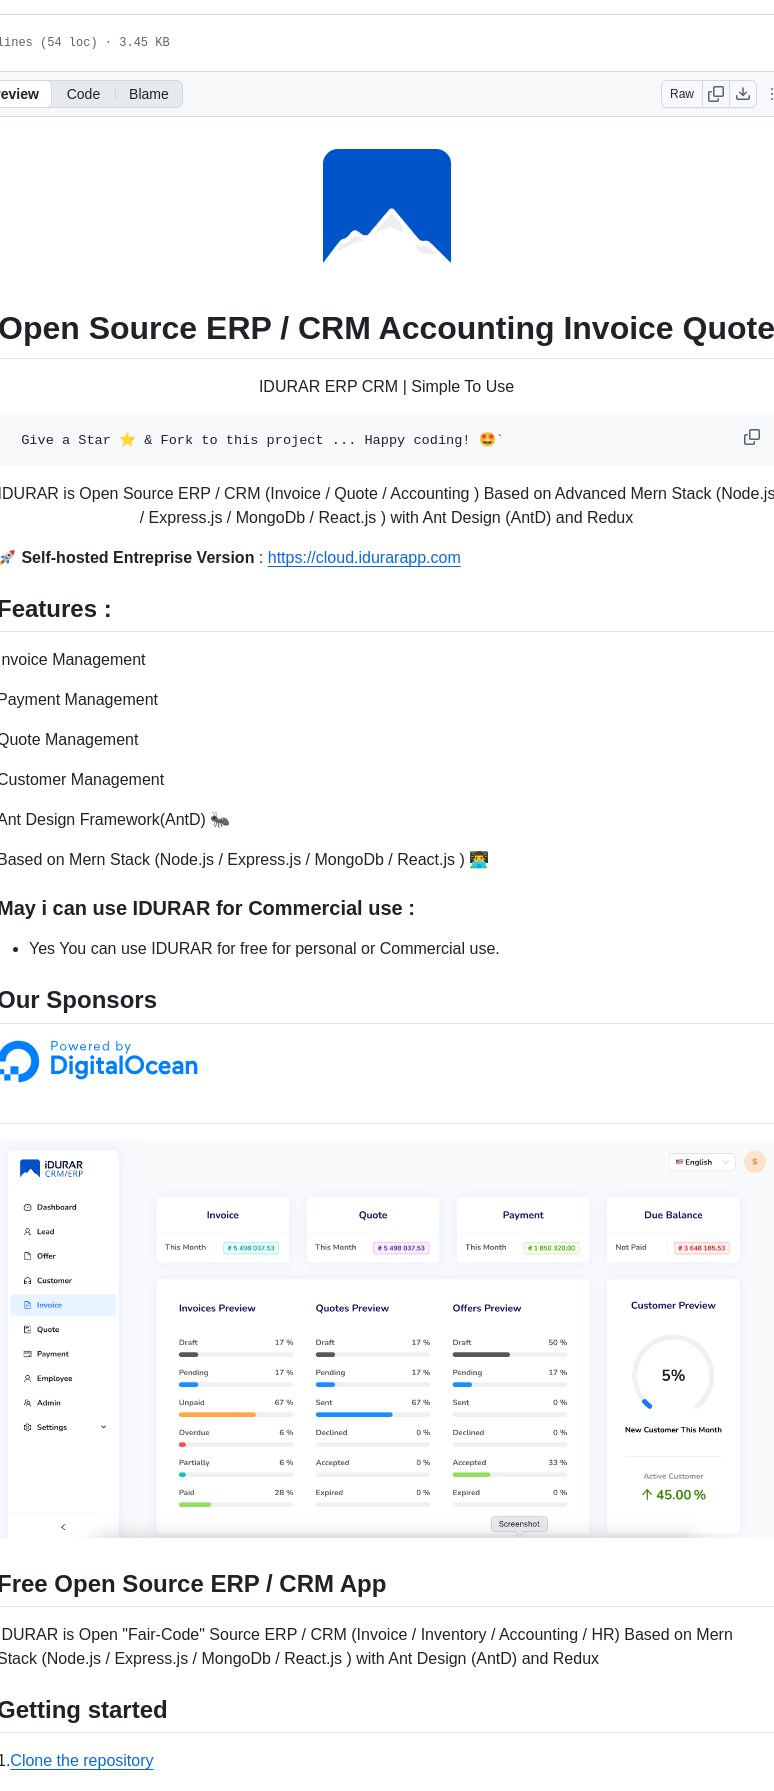 lines (54 loc) · 3.45 KB
eview Code Blame Raw
Open Source ERP / CRM Accounting Invoice Quote
IDURAR ERP CRM | Simple To Use
Give a Star ⭐ & Fork to this project ... Happy coding! 🤩`
IDURAR is Open Source ERP / CRM (Invoice / Quote / Accounting ) Based on Advanced Mern Stack (Node.js
/ Express.js / MongoDb / React.js ) with Ant Design (AntD) and Redux
🚀 Self-hosted Entreprise Version : https://cloud.idurarapp.com
Features :
Invoice Management
Payment Management
Quote Management
Customer Management
Ant Design Framework(AntD) 🐜
Based on Mern Stack (Node.js / Express.js / MongoDb / React.js ) 👨‍💻
May i can use IDURAR for Commercial use :
• Yes You can use IDURAR for free for personal or Commercial use.
Our Sponsors
Powered by
DigitalOcean
iDURAR
CRM/ERP
English S
Dashboard
Lead
Offer
Customer
Invoice
Quote
Payment
Employee
Admin
Settings
Invoice Quote Payment Due Balance
This Month ₴ 5 498 037,53 This Month ₴ 5 498 037,53 This Month ₴ 1 850 320,00 Not Paid ₴ 3 648 185,53
Invoices Preview Quotes Preview Offers Preview Customer Preview
Draft 17 % Draft 17 % Draft 50 %
Pending 17 % Pending 17 % Pending 17 %
5%
Unpaid 67 % Sent 67 % Sent 0 %
Overdue 6 % Declined 0 % Declined 0 %
New Customer This Month
Partially 6 % Accepted 0 % Accepted 33 %
Active Customer
Paid 28 % Expired 0 % Expired 0 %
45.00 %
Screenshot
Free Open Source ERP / CRM App
IDURAR is Open "Fair-Code" Source ERP / CRM (Invoice / Inventory / Accounting / HR) Based on Mern
Stack (Node.js / Express.js / MongoDb / React.js ) with Ant Design (AntD) and Redux
Getting started
1.Clone the repository